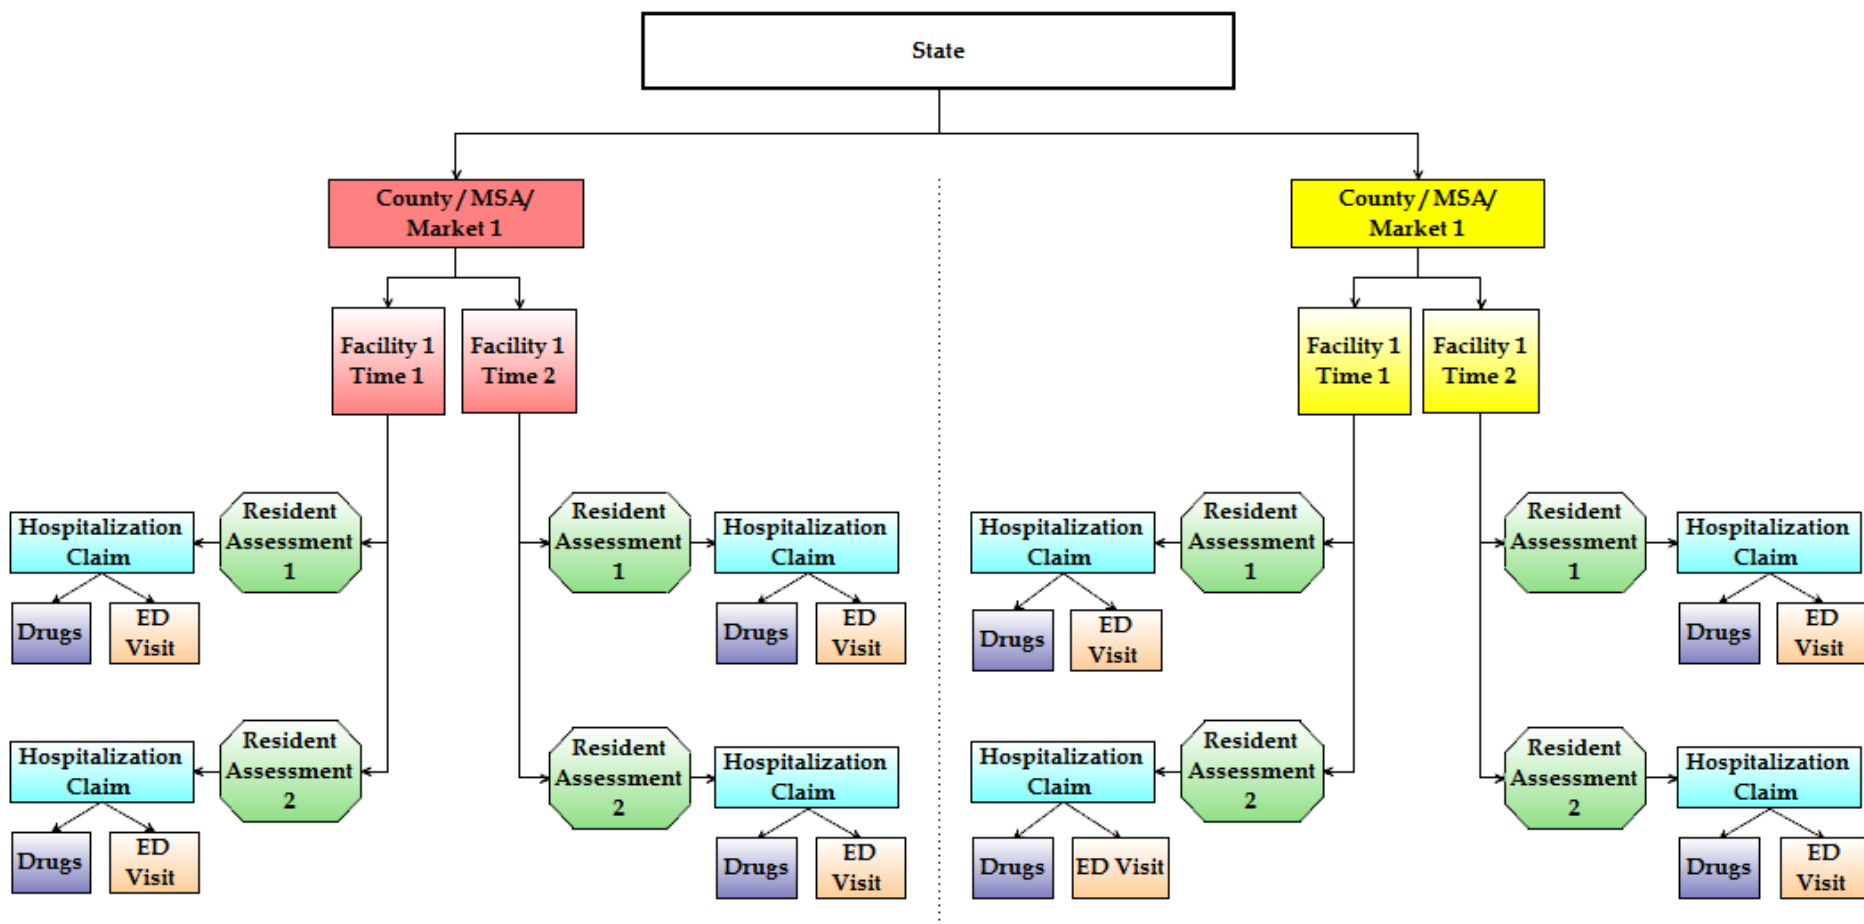 State
County / MSA/
Market 1
County / MSA/
Market 1
Facility 1
Time 1
Facility 1
Time 2
Facility 1
Time 1
Facility 1
Time 2
Hospitalization
Claim
Resident
Assessment
1
Resident
Assessment
1
Hospitalization
Claim
Hospitalization
Claim
Resident
Assessment
1
Resident
Assessment
1
Hospitalization
Claim
Drugs
ED
Visit
Drugs
ED
Visit
Drugs
ED
Visit
Drugs
ED
Visit
Hospitalization
Claim
Resident
Assessment
2
Resident
Assessment
2
Hospitalization
Claim
Hospitalization
Claim
Resident
Assessment
2
Resident
Assessment
2
Hospitalization
Claim
Drugs
ED
Visit
Drugs
ED
Visit
Drugs
ED Visit
Drugs
ED
Visit